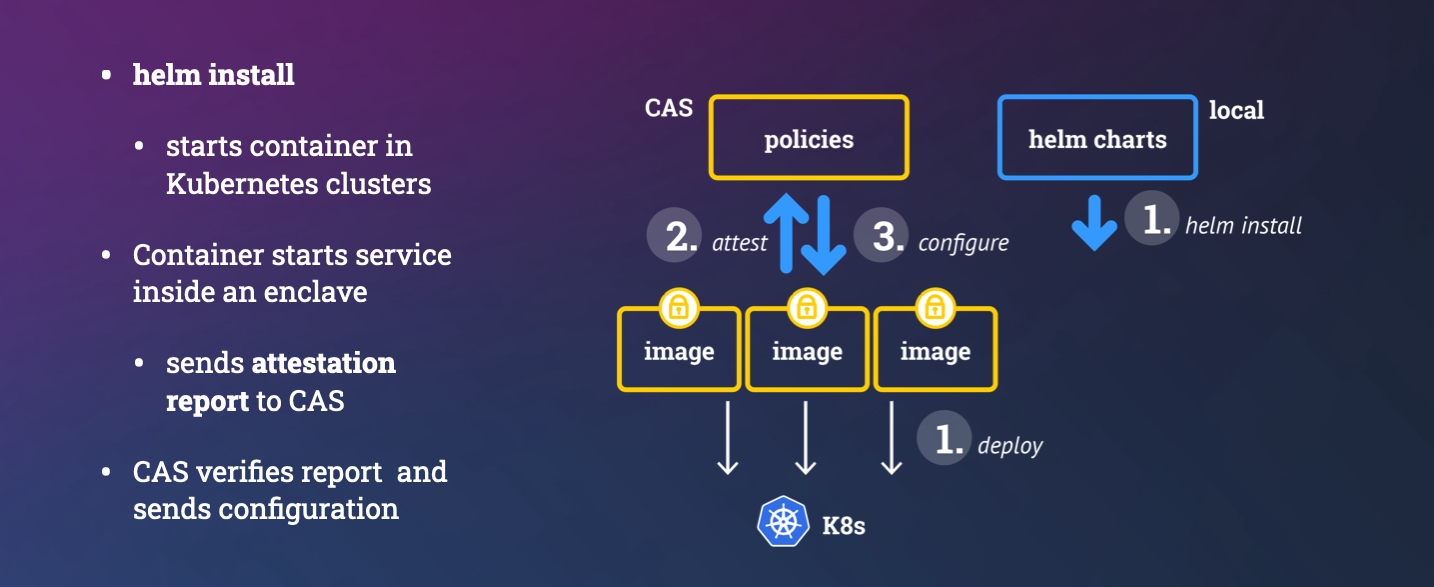 • helm install
• starts container in
Kubernetes clusters
• Container starts service
inside an enclave
• sends attestation
report to CAS
• CAS verifies report  and
sends configuration
CAS
policies
helm charts
local
2. attest
3. configure
1. helm install
image
image
image
1. deploy
K8s